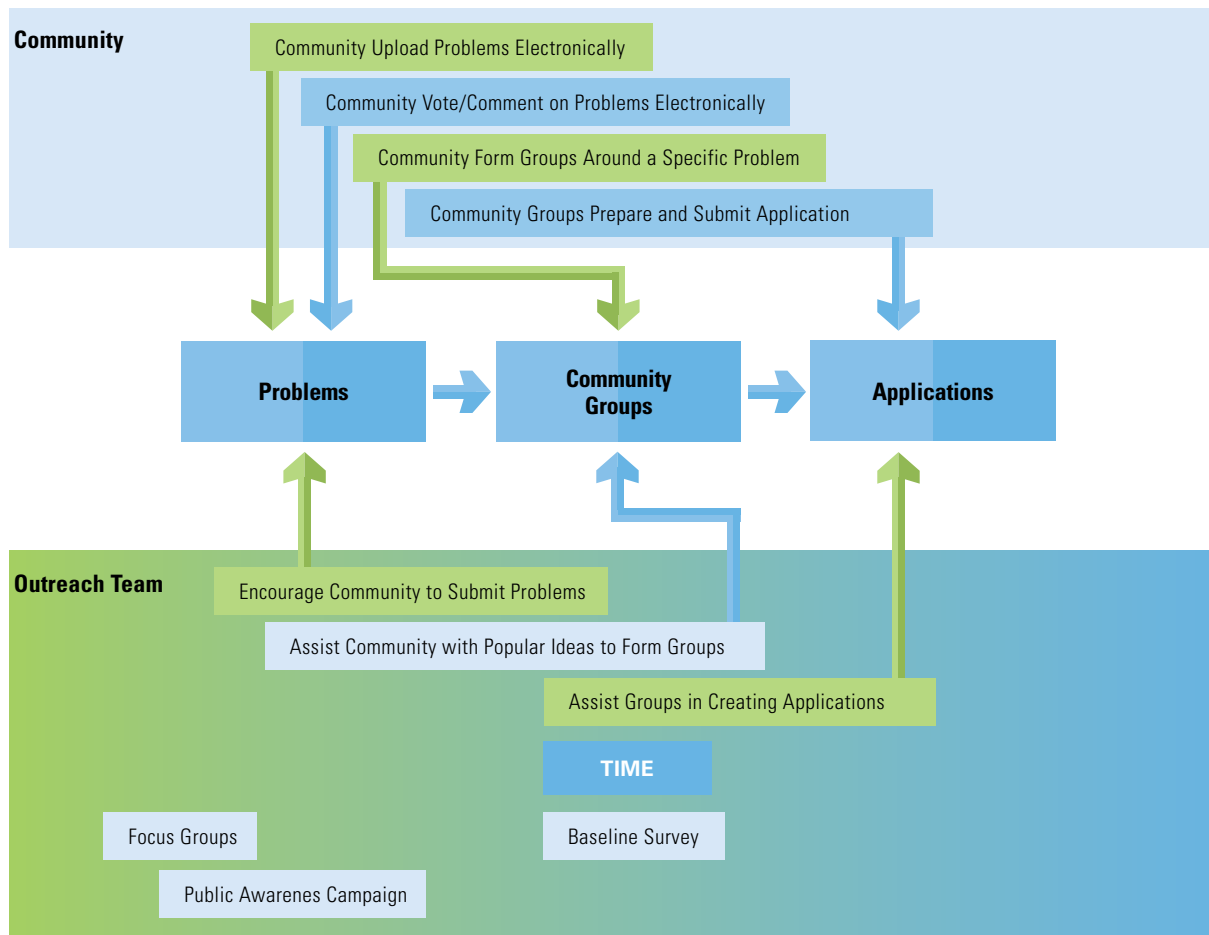 Community
Community Upload Problems Electronically
Community Vote/Comment on Problems Electronically
Community Form Groups Around a Specific Problem
Community Groups Prepare and Submit Application
Problems
Community
Groups
Applications
Outreach Team
Encourage Community to Submit Problems
Assist Community with Popular Ideas to Form Groups
Assist Groups in Creating Applications
TIME
Focus Groups
Baseline Survey
Public Awarenes Campaign